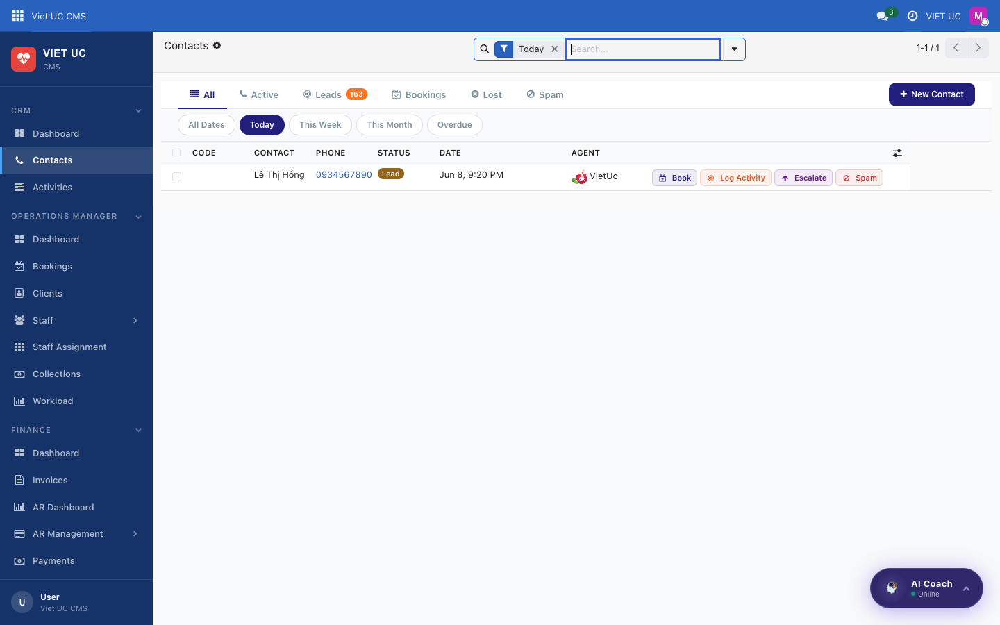 Viet UC CMS
3
VIET UC
M
VIET UC
CMS
CRM
Dashboard
Contacts
Activities
OPERATIONS MANAGER
Dashboard
Bookings
Clients
Staff
Staff Assignment
Collections
Workload
FINANCE
Dashboard
Invoices
AR Dashboard
AR Management
Payments
U
User
Viet UC CMS
Contacts
Today
Search...
1-1 / 1
All
Active
Leads 163
Bookings
Lost
Spam
New Contact
All Dates
Today
This Week
This Month
Overdue
CODE CONTACT PHONE STATUS DATE AGENT
Lê Thị Hồng 0934567890 Lead Jun 8, 9:20 PM VietUc Book Log Activity Escalate Spam
AI Coach
Online